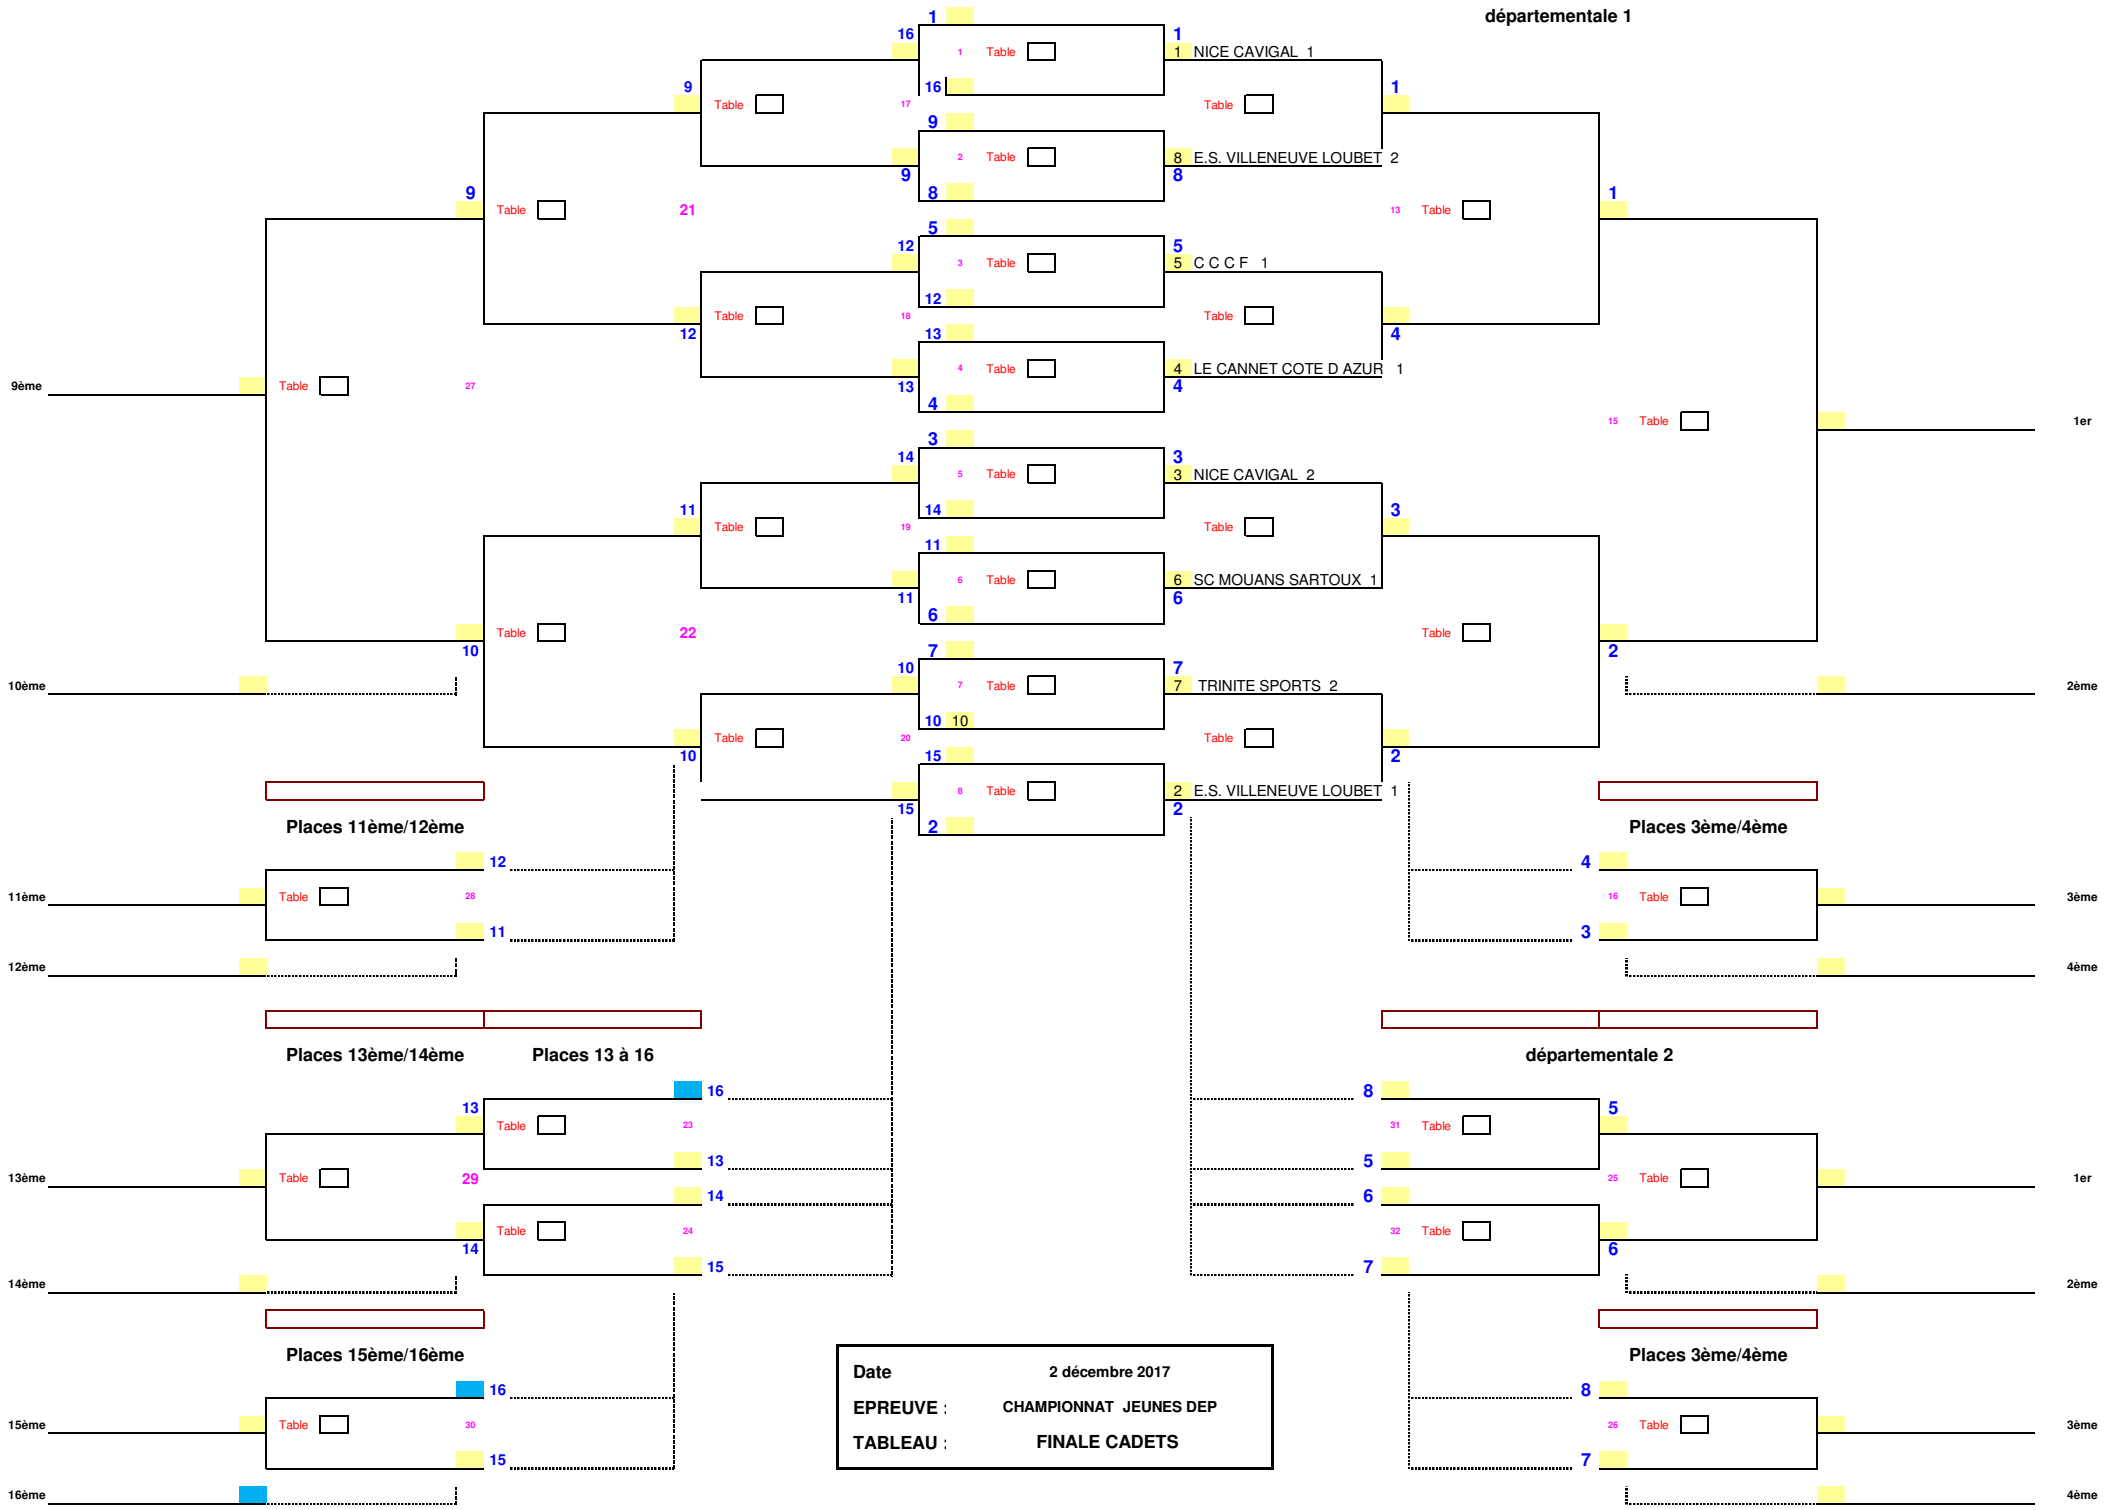 1 départementale 1
16 1
1 Table 1 NICE CAVIGAL 1
9 16 1
Table 17 Table
9
2 Table 8 E.S. VILLENEUVE LOUBET 2
9 8
9 8 1
Table 21 13 Table
5
12 5
3 Table 5 C C C F 1
12
Table 18 Table
12 13 4
9ème Table 27 4 Table 4 LE CANNET COTE D AZUR 1
13 4
4
15 Table 1er
3
14 3
5 Table 3 NICE CAVIGAL 2
11 14 3
Table 19 Table
11
6 Table 6 SC MOUANS SARTOUX 1
11 6
6
Table 22 Table
10 7 2
10 7
10ème 7 Table 7 TRINITE SPORTS 2 2ème
10 10
Table 20 Table
10 15 2
8 Table 2 E.S. VILLENEUVE LOUBET 1
15 2
Places 11ème/12ème 2 Places 3ème/4ème
12 4
11ème Table 28 16 Table 3ème
11 3
12ème 4ème
Places 13ème/14ème Places 13 à 16 départementale 2
16 8
13 5
Table 23 31 Table
13 5
13ème Table 29 25 Table 1er
14 6
Table 24 32 Table
14 6
15 7
14ème 2ème
Places 15ème/16ème Places 3ème/4ème
Date 2 décembre 2017
16 8
EPREUVE : CHAMPIONNAT JEUNES DEP
15ème Table 30 26 Table 3ème
TABLEAU : FINALE CADETS
15 7
16ème 4ème